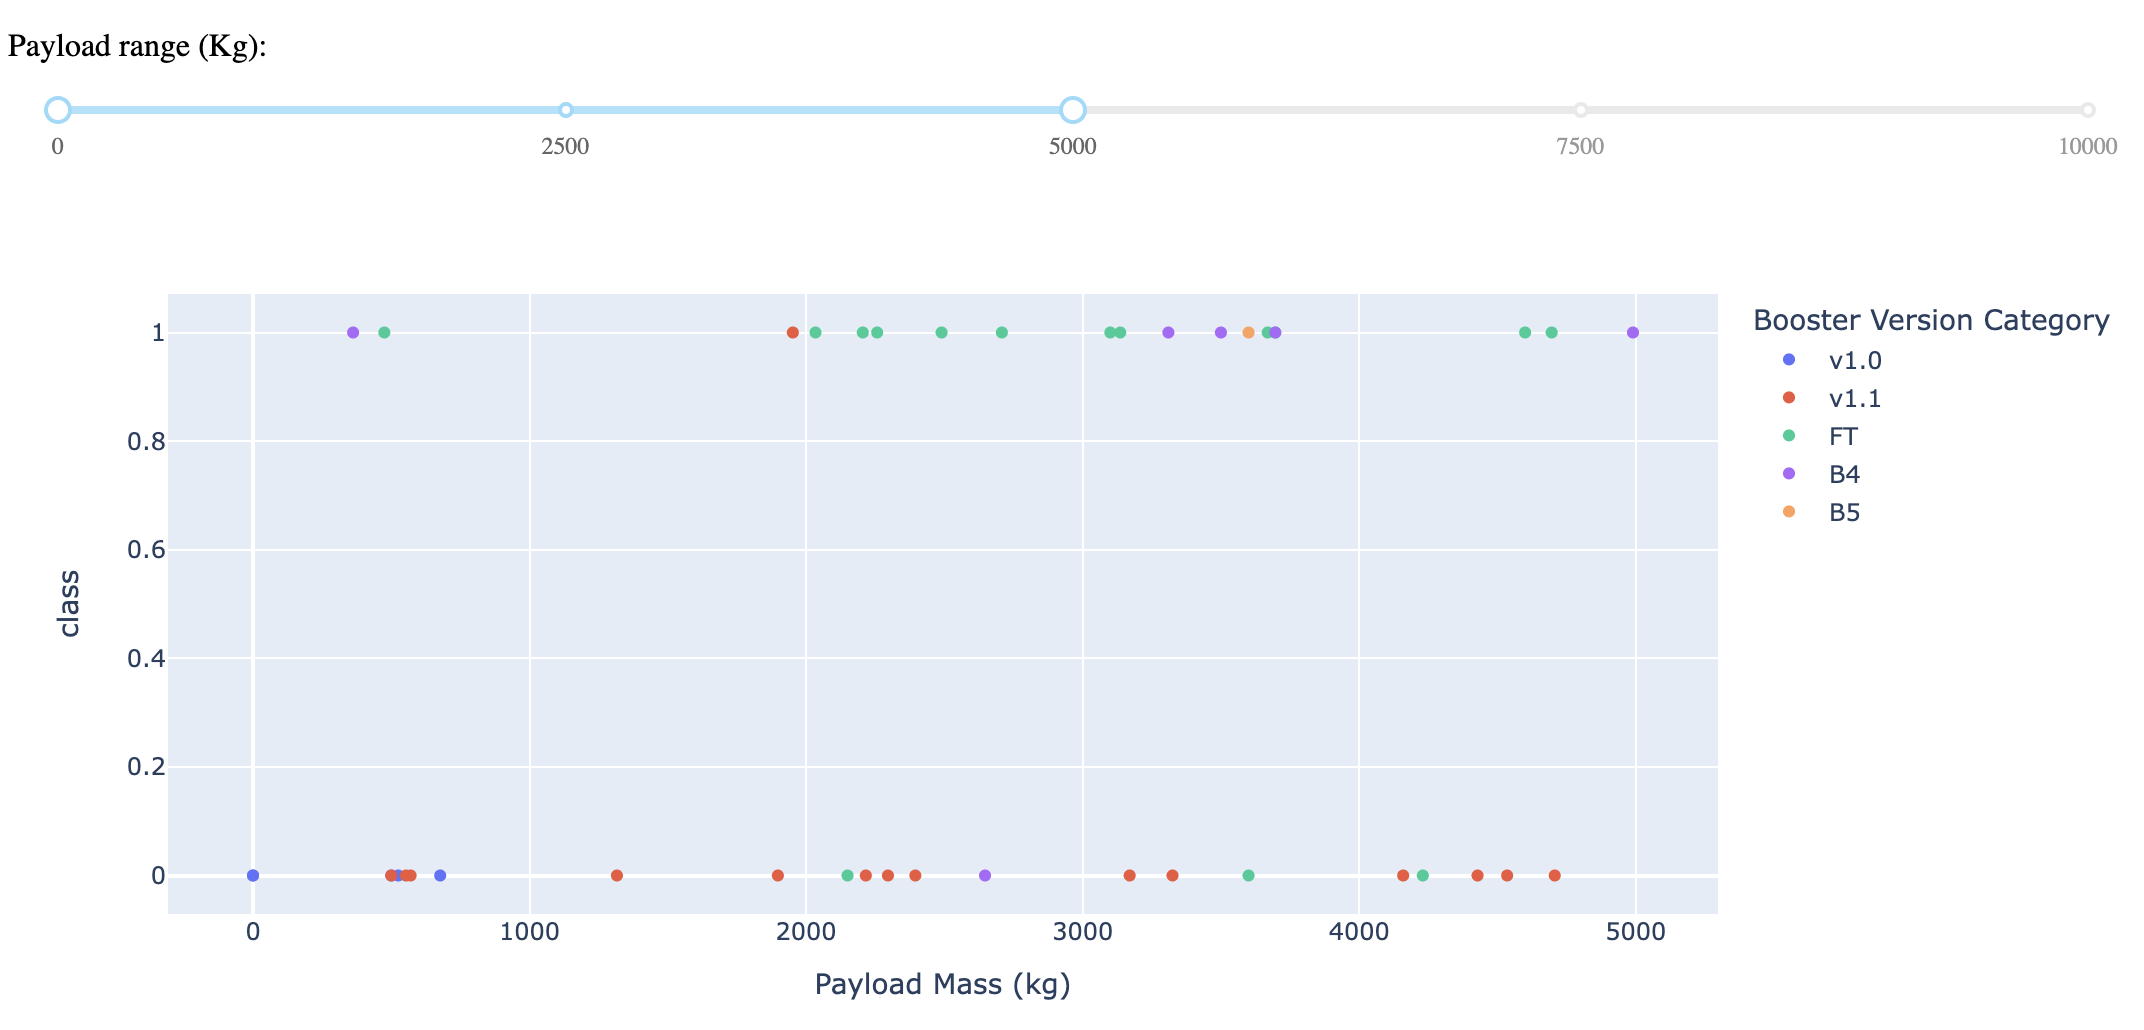 Payload range (Kg):
0 2500 5000 7500 10000
Booster Version Category
v1.0
v1.1
FT
B4
B5
1
0.8
0.6
0.4
0.2
0
class
0 1000 2000 3000 4000 5000
Payload Mass (kg)